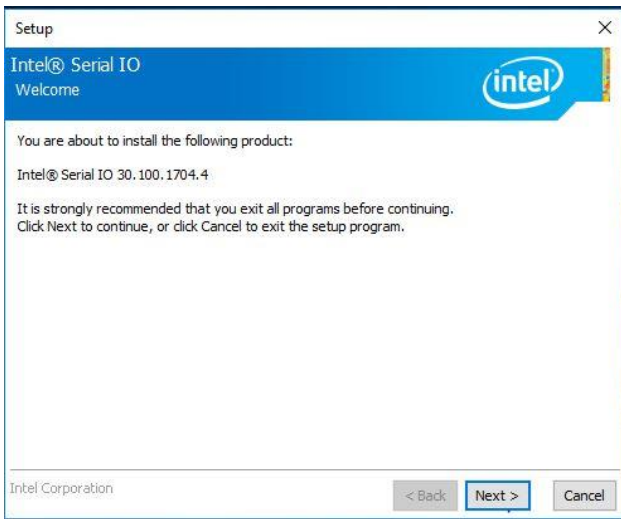 Setup
Intel® Serial IO
Welcome
intel
You are about to install the following product:
Intel® Serial IO 30.100.1704.4
It is strongly recommended that you exit all programs before continuing.
Click Next to continue, or click Cancel to exit the setup program.
Intel Corporation
< Back Next > Cancel